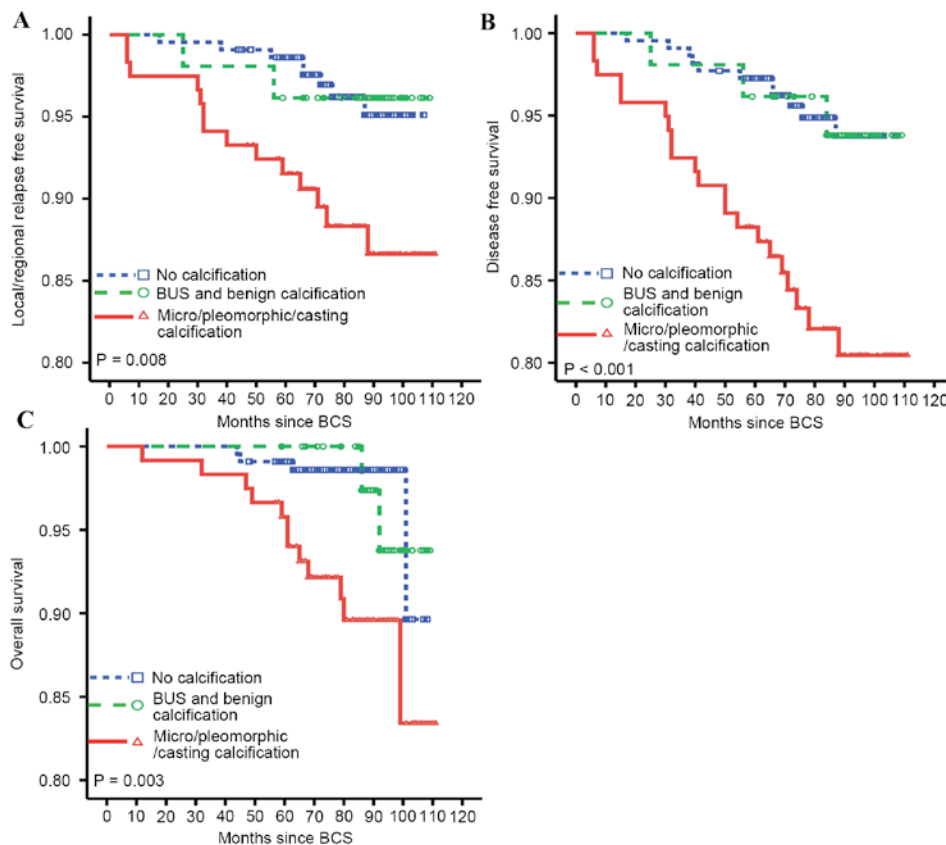 A
1.00
0.95
0.90
0.85
0.80
Local/regional relapse free survival
No calcification
BUS and benign calcification
Micro/pleomorphic/casting
calcification
P = 0.008
0 10 20 30 40 50 60 70 80 90 100 110 120
Months since BCS
B
1.00
0.95
0.90
0.85
0.80
Disease free survival
No calcification
BUS and benign
calcification
Micro/pleomorphic
/casting calcification
P < 0.001
0 10 20 30 40 50 60 70 80 90 100 110 120
Months since BCS
C
1.00
0.95
0.90
0.85
0.80
Overall survival
No calcification
BUS and benign
calcification
Micro/pleomorphic
/casting calcification
P = 0.003
0 10 20 30 40 50 60 70 80 90 100 110 120
Months since BCS